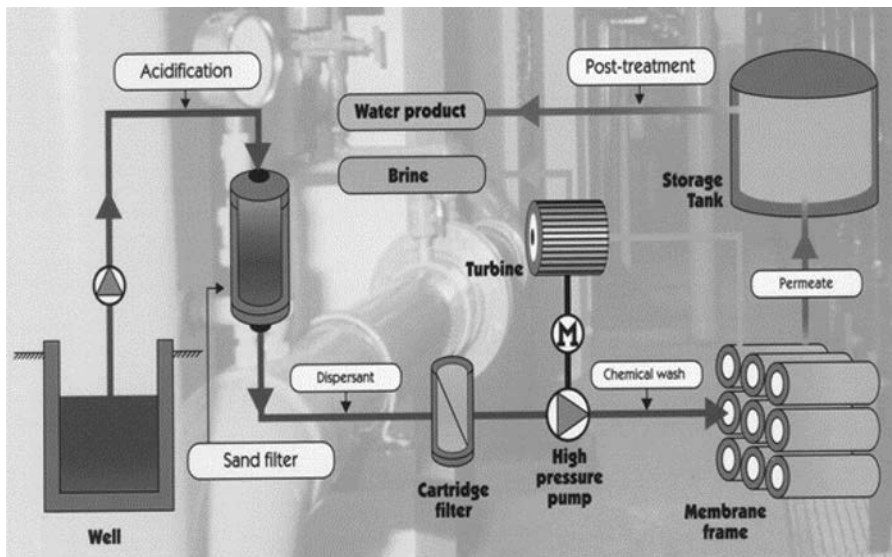 Acidification
Post-treatment
Water product
Brine
Storage
Tank
Turbine
Permeate
M
Dispersant
Chemical wash
Sand filter
High
pressure
pump
Cartridge
filter
Membrane
frame
Well